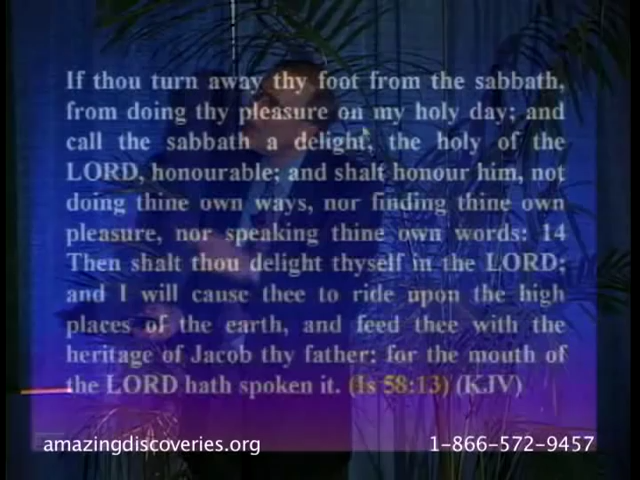 If thou turn away thy foot from the sabbath,
from doing thy pleasure on my holy day; and
call the sabbath a delight, the holy of the
LORD, honourable; and shalt honour him, not
doing thine own ways, nor finding thine own
pleasure, nor speaking thine own words: 14
Then shalt thou delight thyself in the LORD;
and I will cause thee to ride upon the high
places of the earth, and feed thee with the
heritage of Jacob thy father: for the mouth of
the LORD hath spoken it. (Is 58:13) (KJV)
amazingdiscoveries.org 1-866-572-9457